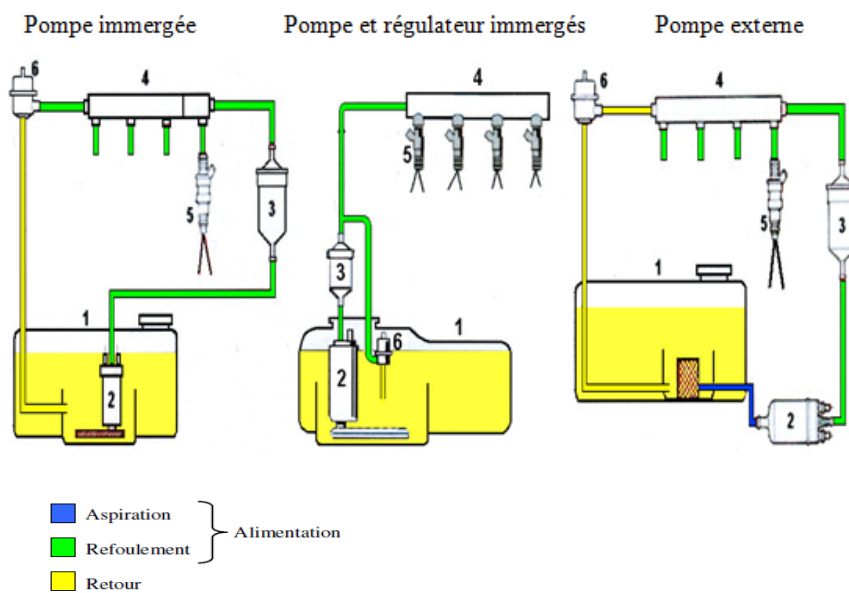 Pompe immergée
Pompe et régulateur immergés
Pompe externe
6
4
3
5
1
2
4
5
3
6
1
2
6
4
5
3
1
2
Aspiration
Refoulement
Alimentation
Retour